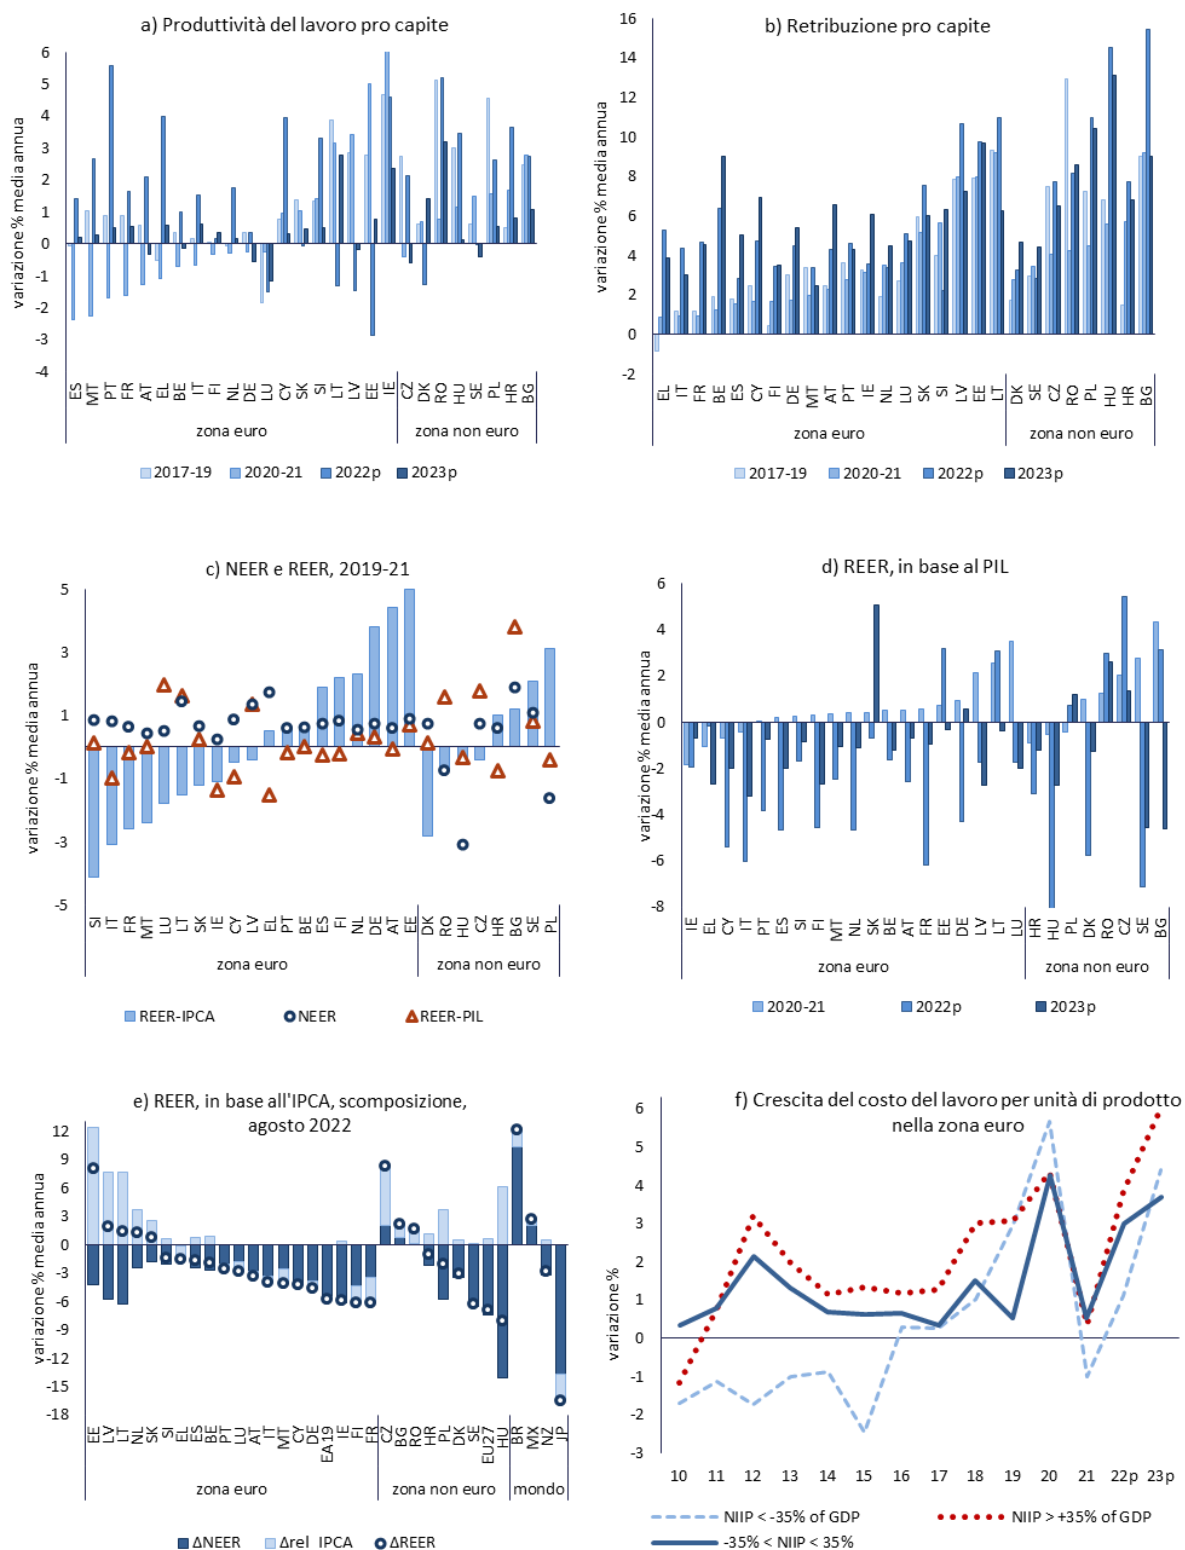 a) Produttività del lavoro pro capite
variazione % media annua
6
5
4
3
2
1
0
-1
-2
-3
-4
ES MT PT FR AT EL BE IT FI NL DE LU CY SK SI LT LV EE IE CZ DK RO HU SE PL HR BG
zona euro zona non euro
2017-19 2020-21 2022p 2023p
b) Retribuzione pro capite
variazione % media annua
16
14
12
10
8
6
4
2
0
-2
EL IT FR BE ES CY FI DE MT AT PT IE NL LU SK SI LV EE LT DK SE CZ RO PL HU HR BG
zona euro zona non euro
2017-19 2020-21 2022p 2023p
c) NEER e REER, 2019-21
variazione % media annua
5
3
1
-1
-3
-5
SI IT FR MT LU LT SK IE CY LV EL PT BE ES FI NL DE AT EE DK RO HU CZ HR BG SE PL
zona euro zona non euro
REER-IPCA NEER REER-PIL
d) REER, in base al PIL
variazione % media annua
6
4
2
0
-2
-4
-6
-8
IE EL CY IT PT ES SI FI MT NL SK BE AT FR EE DE LV LT LU HR HU PL DK RO CZ SE BG
zona euro zona non euro
2020-21 2022p 2023p
e) REER, in base all'IPCA, scomposizione,
agosto 2022
variazione % media annua
12
9
6
3
0
-3
-6
-9
-12
-15
-18
EE LV LT NL SK SI EL ES BE PT LU AT IT MT CY DE EA19 IE FI FR CZ BG RO HR PL DK SE EU27 HU BR MX NZ JP
zona euro zona non euro mondo
ΔNEER Δrel_IPCA ΔREER
f) Crescita del costo del lavoro per unità di prodotto
nella zona euro
variazione %
6
5
4
3
2
1
0
-1
-2
-3
10 11 12 13 14 15 16 17 18 19 20 21 22p 23p
NIIP < -35% of GDP NIIP > +35% of GDP
-35% < NIIP < 35%